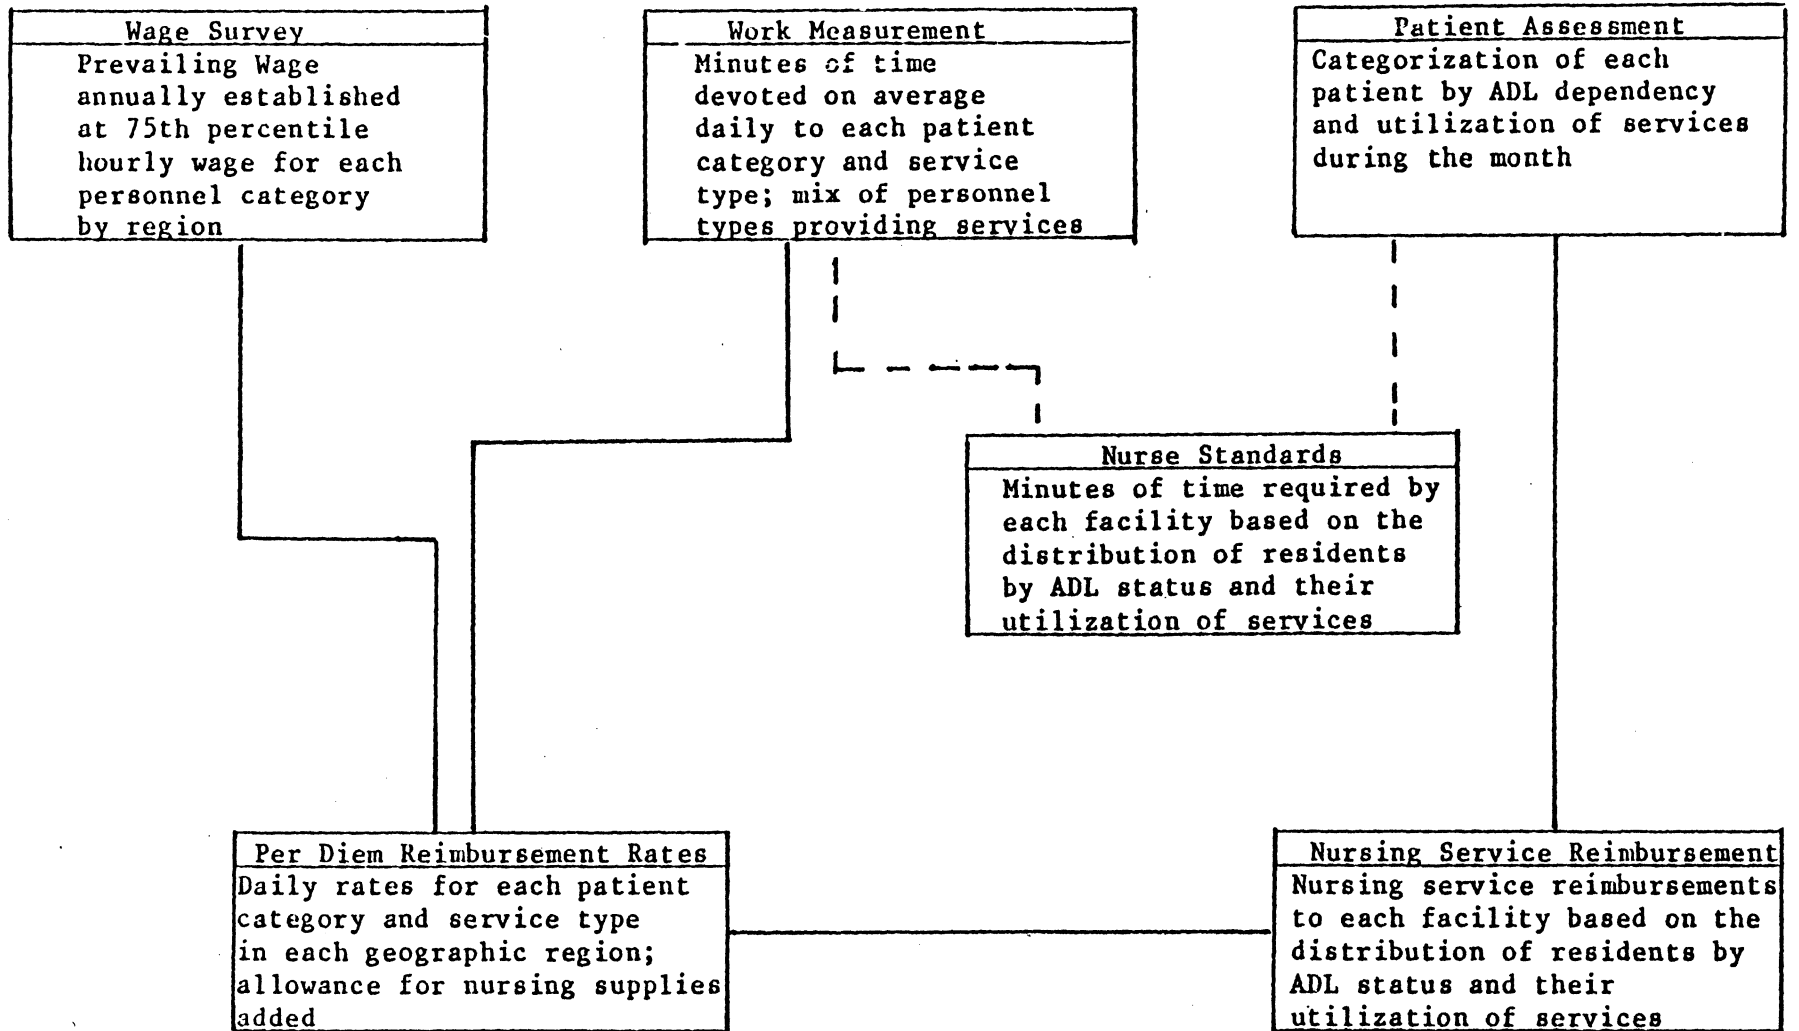 Wage Survey
Prevailing Wage
annually established
at 75th percentile
hourly wage for each
personnel category
by region
Work Measurement
Minutes of time
devoted on average
daily to each patient
category and service
type; mix of personnel
types providing services
Patient Assessment
Categorization of each
patient by ADL dependency
and utilization of services
during the month
Nurse Standards
Minutes of time required by
each facility based on the
distribution of residents
by ADL status and their
utilization of services
Per Diem Reimbursement Rates
Daily rates for each patient
category and service type
in each geographic region;
allowance for nursing supplies
added
Nursing Service Reimbursement
Nursing service reimbursements
to each facility based on the
distribution of residents by
ADL status and their
utilization of services